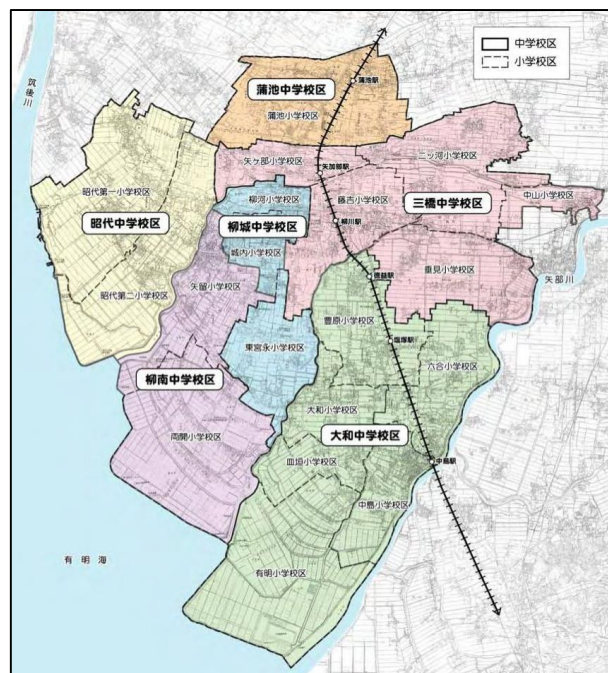 中学校区
小学校区
筑後川
蒲池駅
蒲池中学校区
蒲池小学校区
矢ヶ部小学校区
矢加部駅
二ッ河小学校区
昭代第一小学校区
柳河小学校区
藤吉小学校区
中山小学校区
昭代中学校区
柳城中学校区
柳川駅
三橋中学校区
城内小学校区
垂見小学校区
矢部川
徳益駅
矢留小学校区
昭代第二小学校区
豊原小学校区
塩塚駅
東宮永小学校区
六合小学校区
柳南中学校区
大和小学校区
両開小学校区
大和中学校区
皿垣小学校区
中島駅
中島小学校区
有明海
有明小学校区